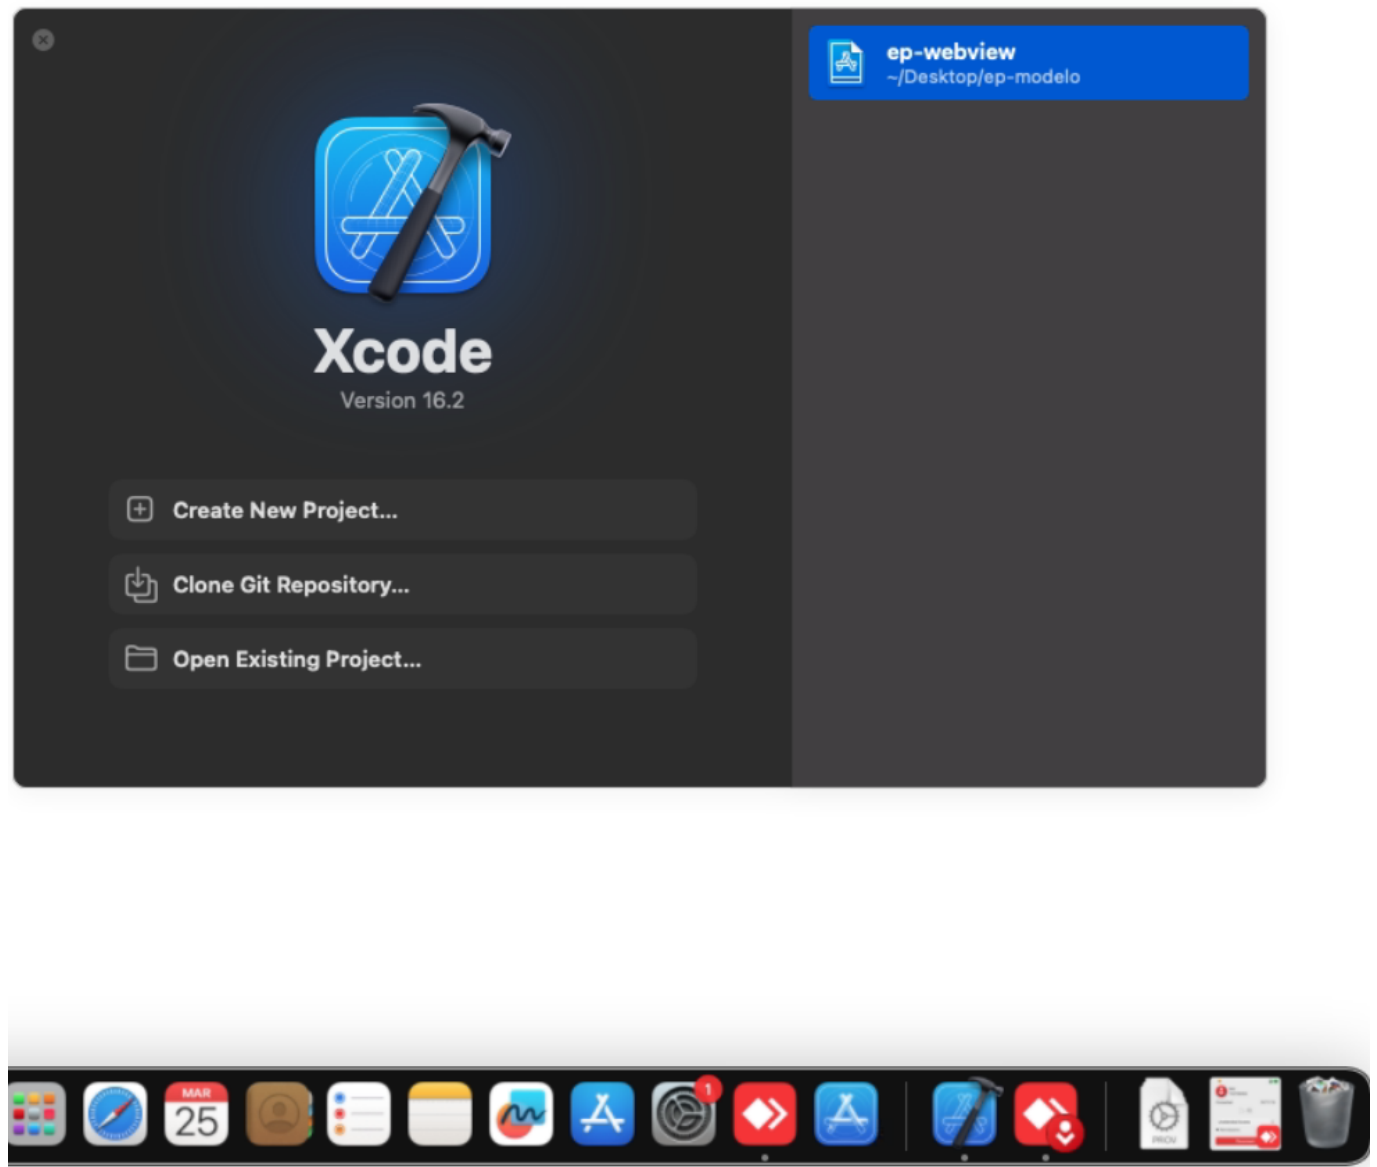 ep-webview
~/Desktop/ep-modelo
Xcode
Version 16.2
Create New Project...
Clone Git Repository...
Open Existing Project...
MAR
25
1
PROV